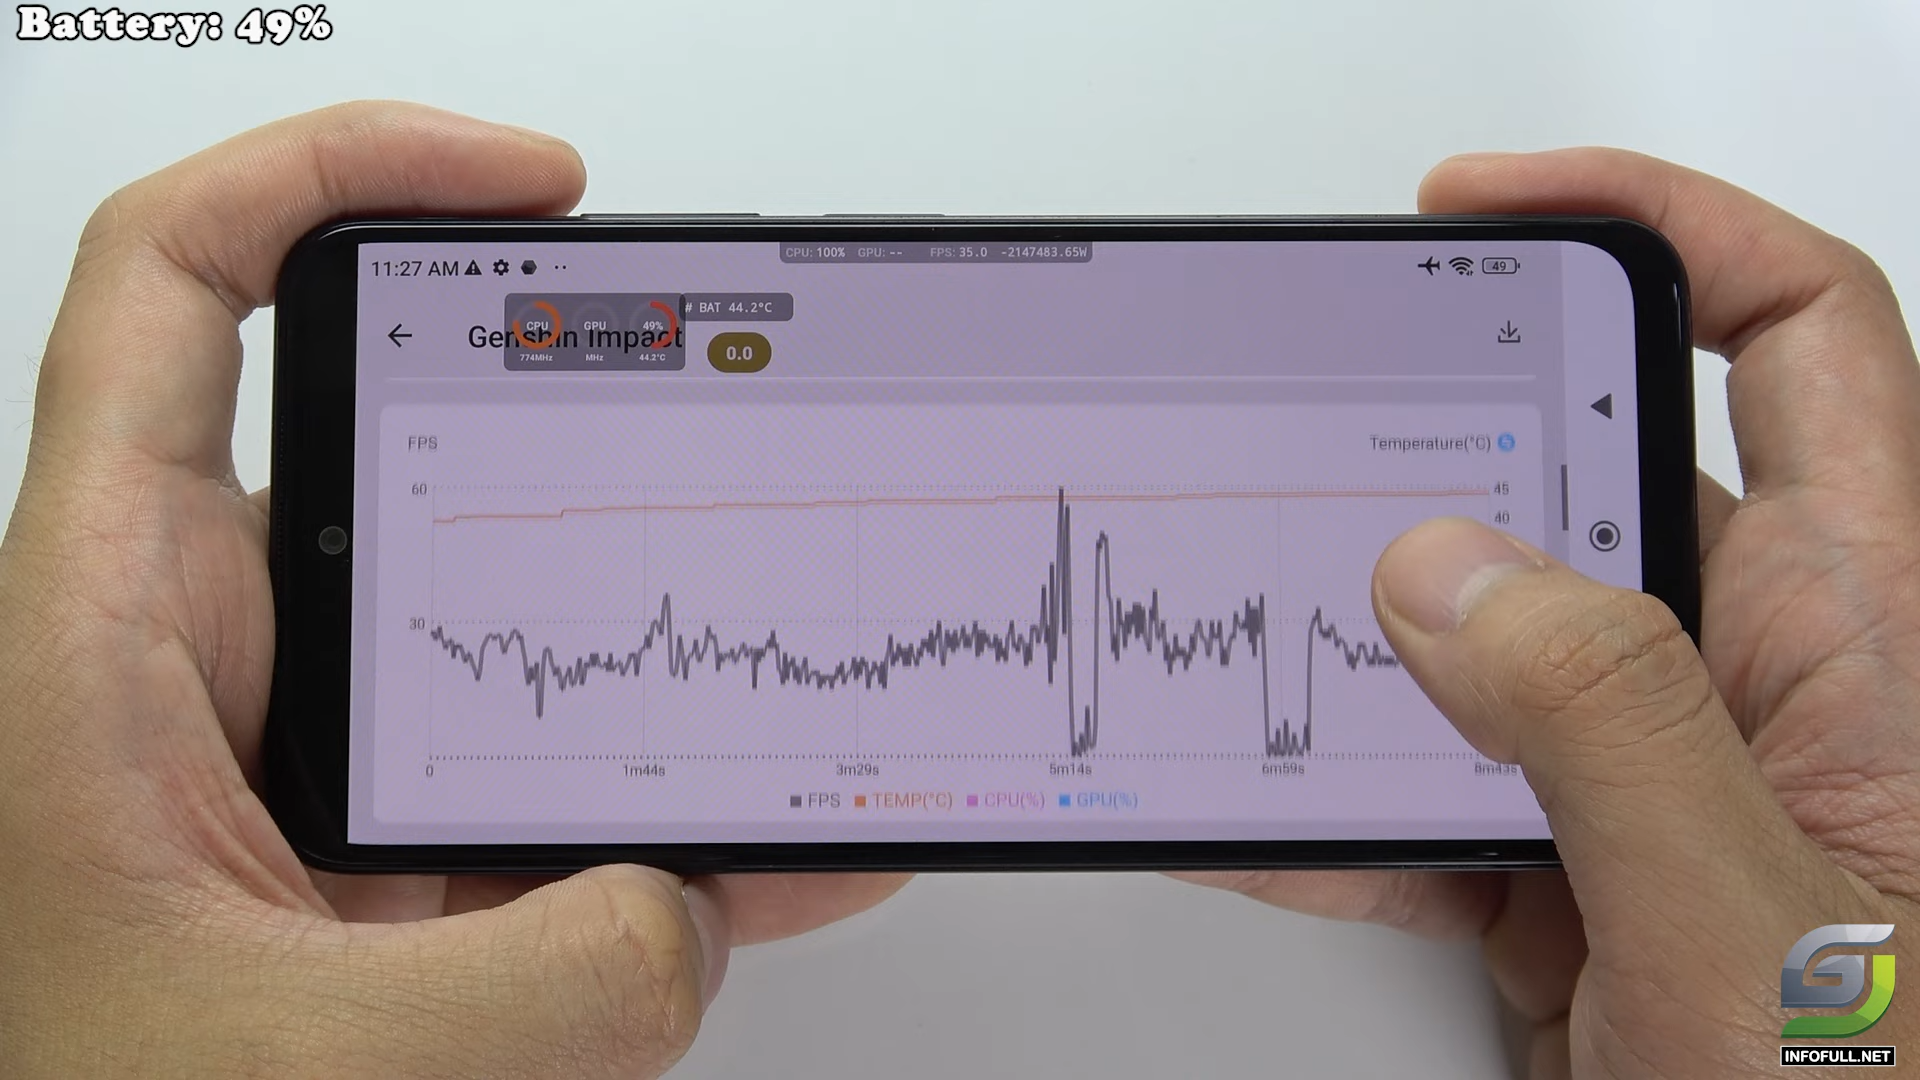 Battery: 49%
CPU: 100% GPU: -- FPS: 35.0 -2147483.65W
11:27 AM
49
# BAT 44.2°C
CPU GPU 49%
Genshin Impact
774MHz MHz 44.2°C
0.0
FPS
Temperature(°C)
60
45
40
30
0 1m44s 3m29s 5m14s 6m59s 8m43s
FPS TEMP(°C) CPU(%) GPU(%)
INFOFULL.NET